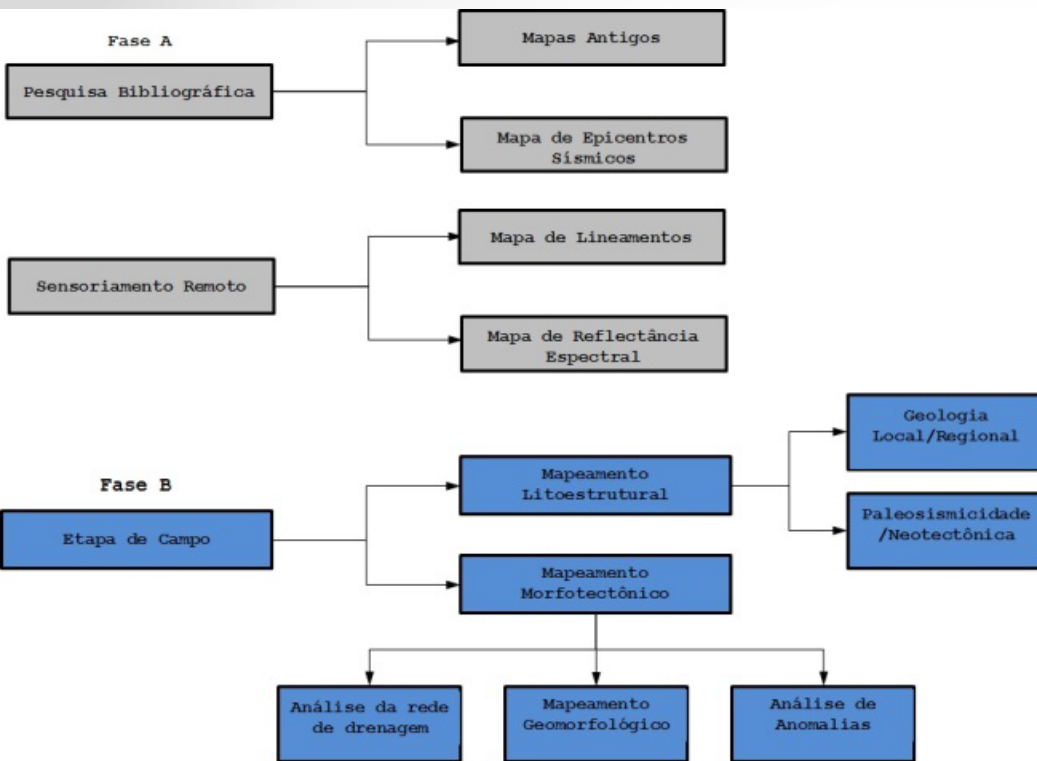 Fase A
Pesquisa Bibliográfica
Mapas Antigos
Mapa de Epicentros
Sísmicos
Sensoriamento Remoto
Mapa de Lineamentos
Mapa de Reflectância
Espectral
Fase B
Etapa de Campo
Mapeamento
Litoestrutural
Geologia
Local/Regional
Paleosismicidade
/Neotectônica
Mapeamento
Morfotectônico
Análise da rede
de drenagem
Mapeamento
Geomorfológico
Análise de
Anomalias